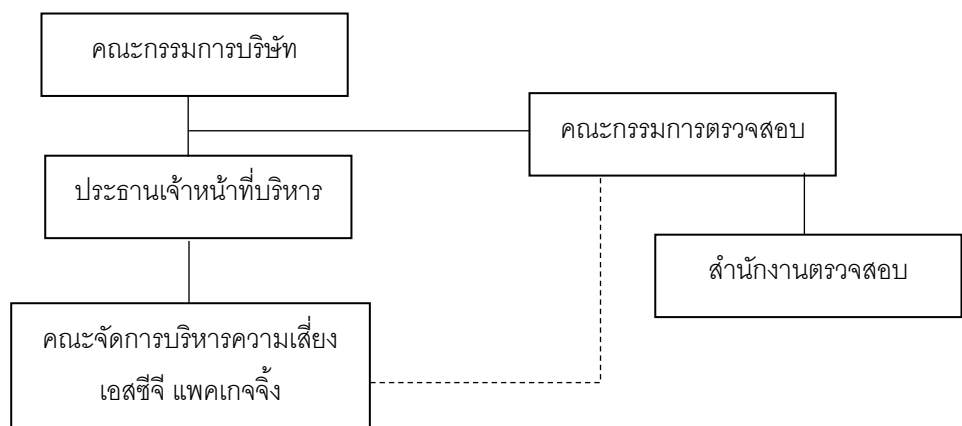 คณะกรรมการบริษัท
คณะกรรมการตรวจสอบ
ประธานเจ้าหน้าที่บริหาร
สำนักงานตรวจสอบ
คณะจัดการบริหารความเสี่ยง
เอสซีจี แพคเกจจิ้ง